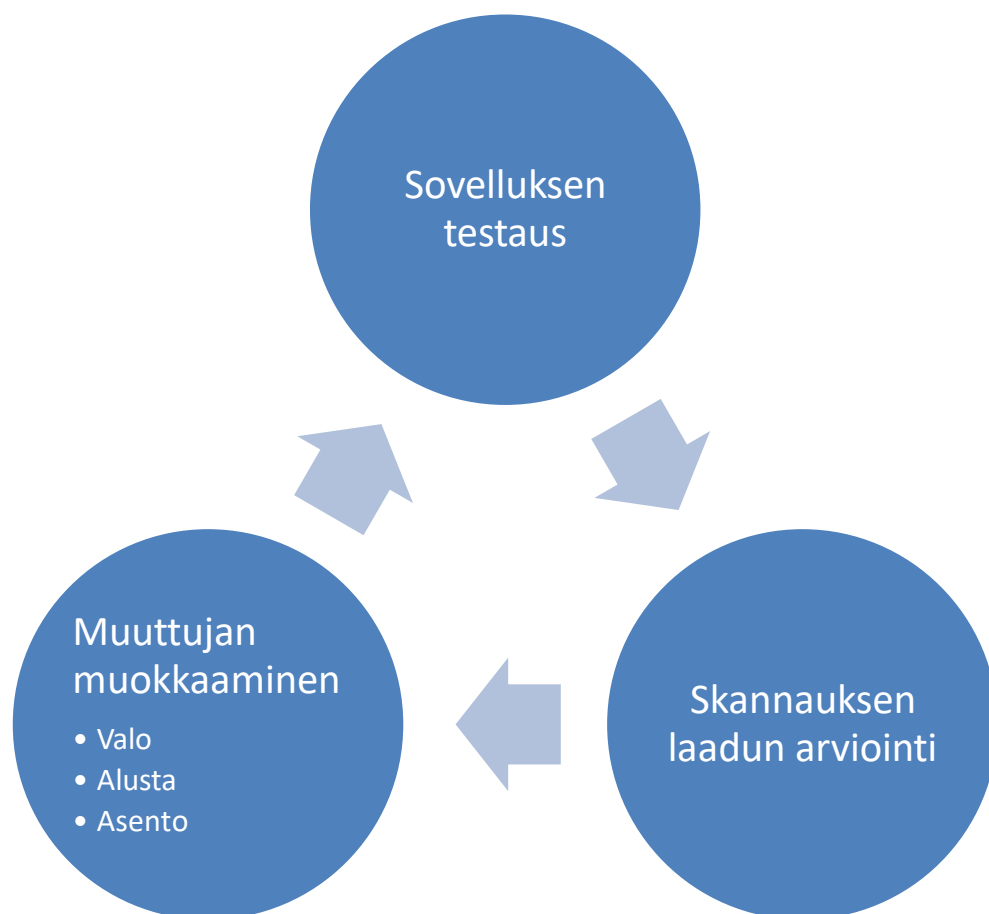 Sovelluksen
testaus
Skannauksen
laadun arviointi
Muuttujan
muokkaaminen
• Valo
• Alusta
• Asento